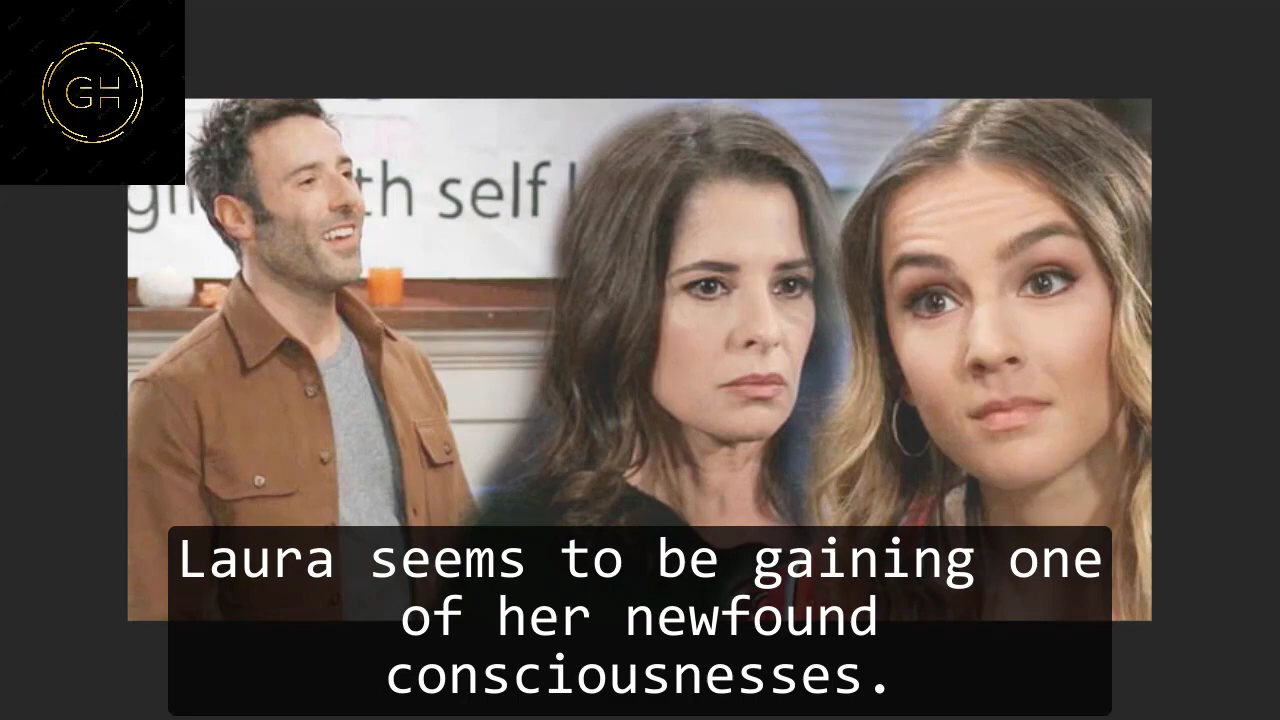 GH
th self
Laura seems to be gaining one
of her newfound
consciousnesses.